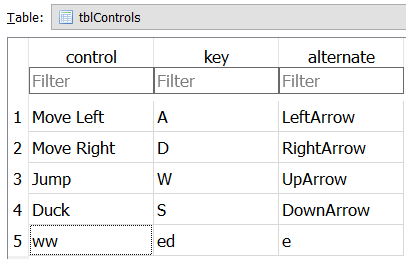 Table: tblControls
control key alternate
Filter Filter Filter
1 Move Left A LeftArrow
2 Move Right D RightArrow
3 Jump W UpArrow
4 Duck S DownArrow
5 ww ed e